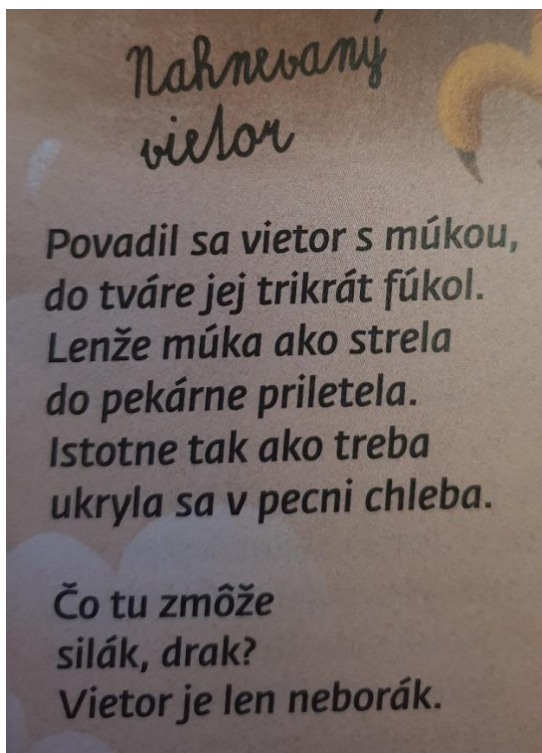 Nahnevaný
vietor
Povadil sa vietor s múkou,
do tváre jej trikrát fúkol.
Lenže múka ako strela
do pekárne priletela.
Istotne tak ako treba
ukryla sa v pecni chleba.
Čo tu zmôže
silák, drak?
Vietor je len neborák.